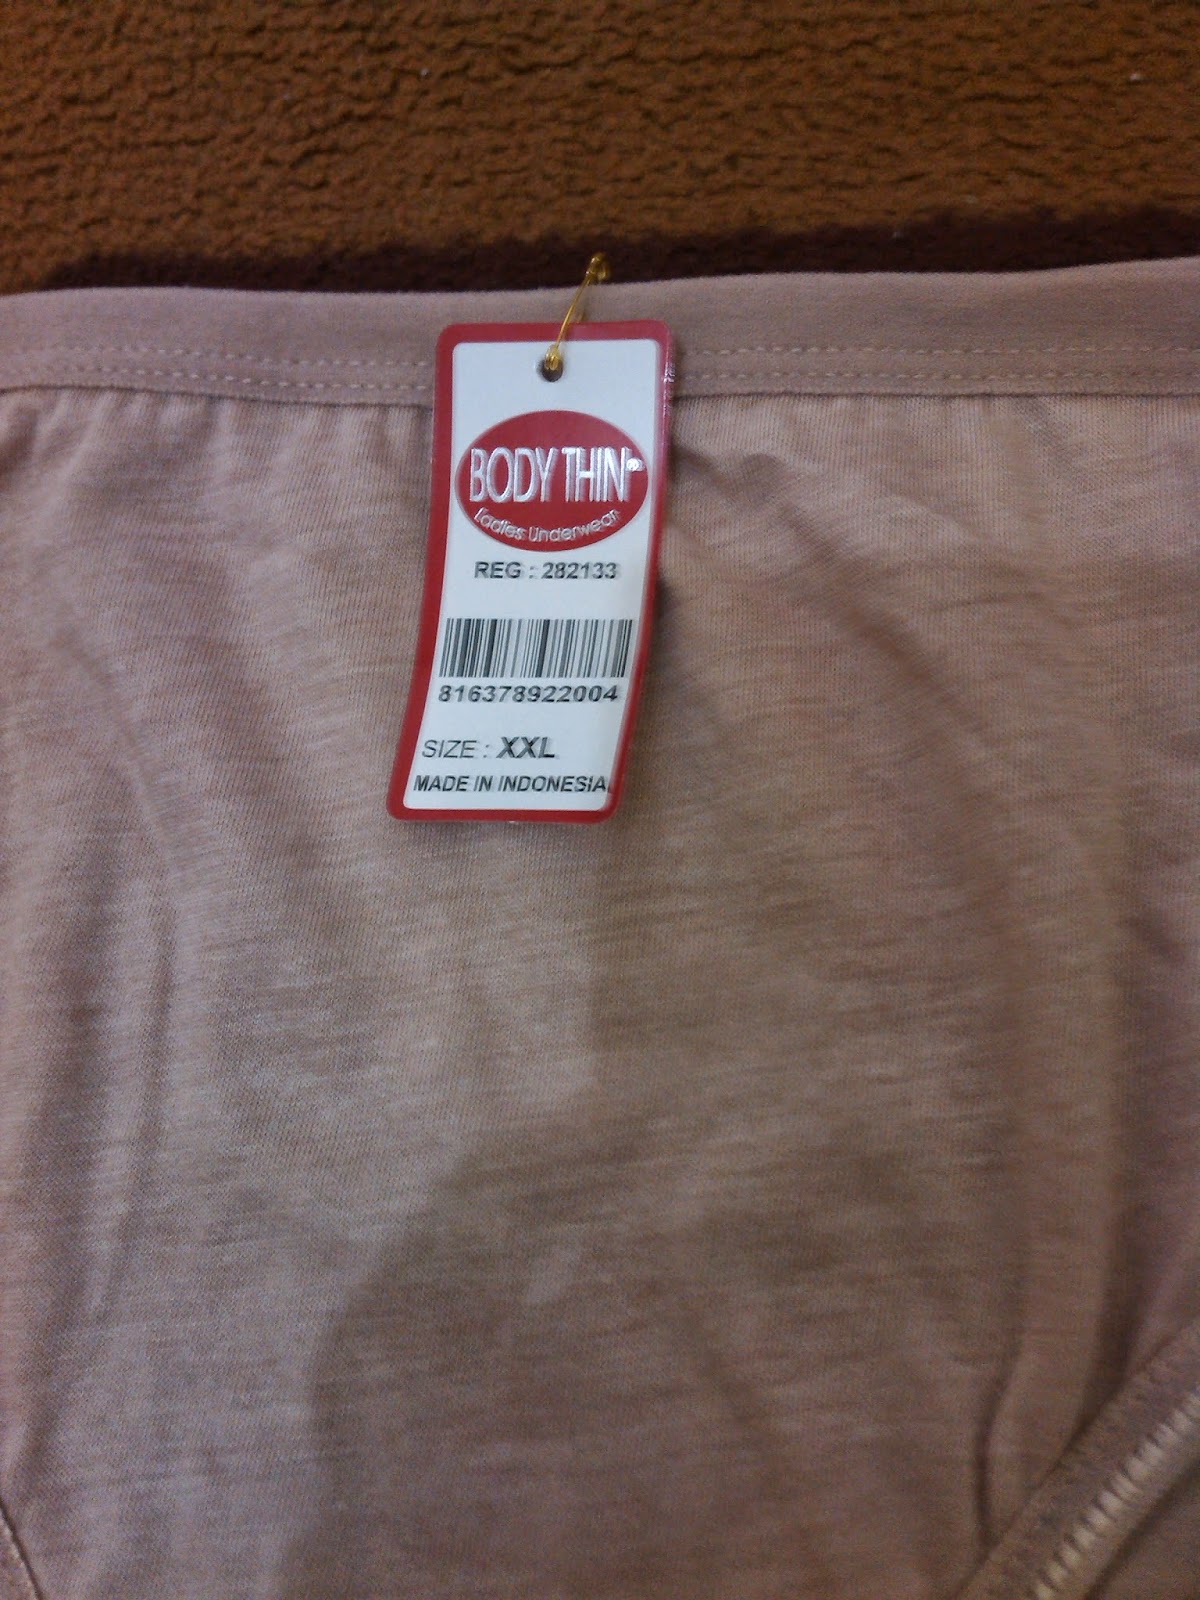 BODY THIN®
Ladies Underwear
REG : 282133
816378922004
SIZE : XXL
MADE IN INDONESIA